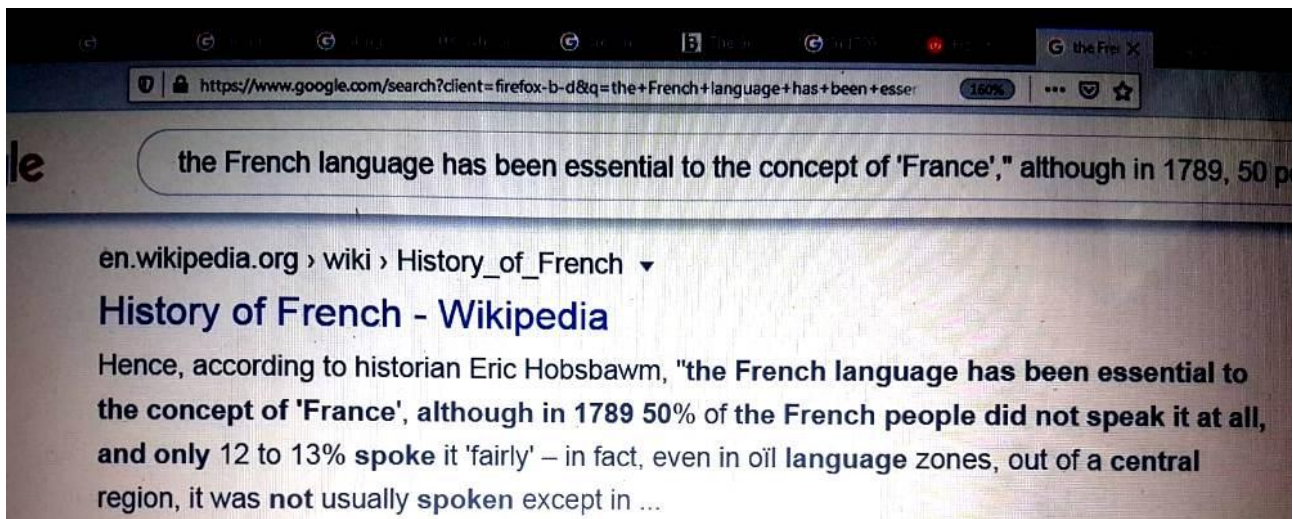 the Fre
https://www.google.com/search?client=firefox-b-d&q=the+French+language+has+been+esser
160%
le
the French language has been essential to the concept of 'France'," although in 1789, 50 p
en.wikipedia.org › wiki › History_of_French
History of French - Wikipedia
Hence, according to historian Eric Hobsbawm, "the French language has been essential to
the concept of 'France', although in 1789 50% of the French people did not speak it at all,
and only 12 to 13% spoke it 'fairly' – in fact, even in oïl language zones, out of a central
region, it was not usually spoken except in ...